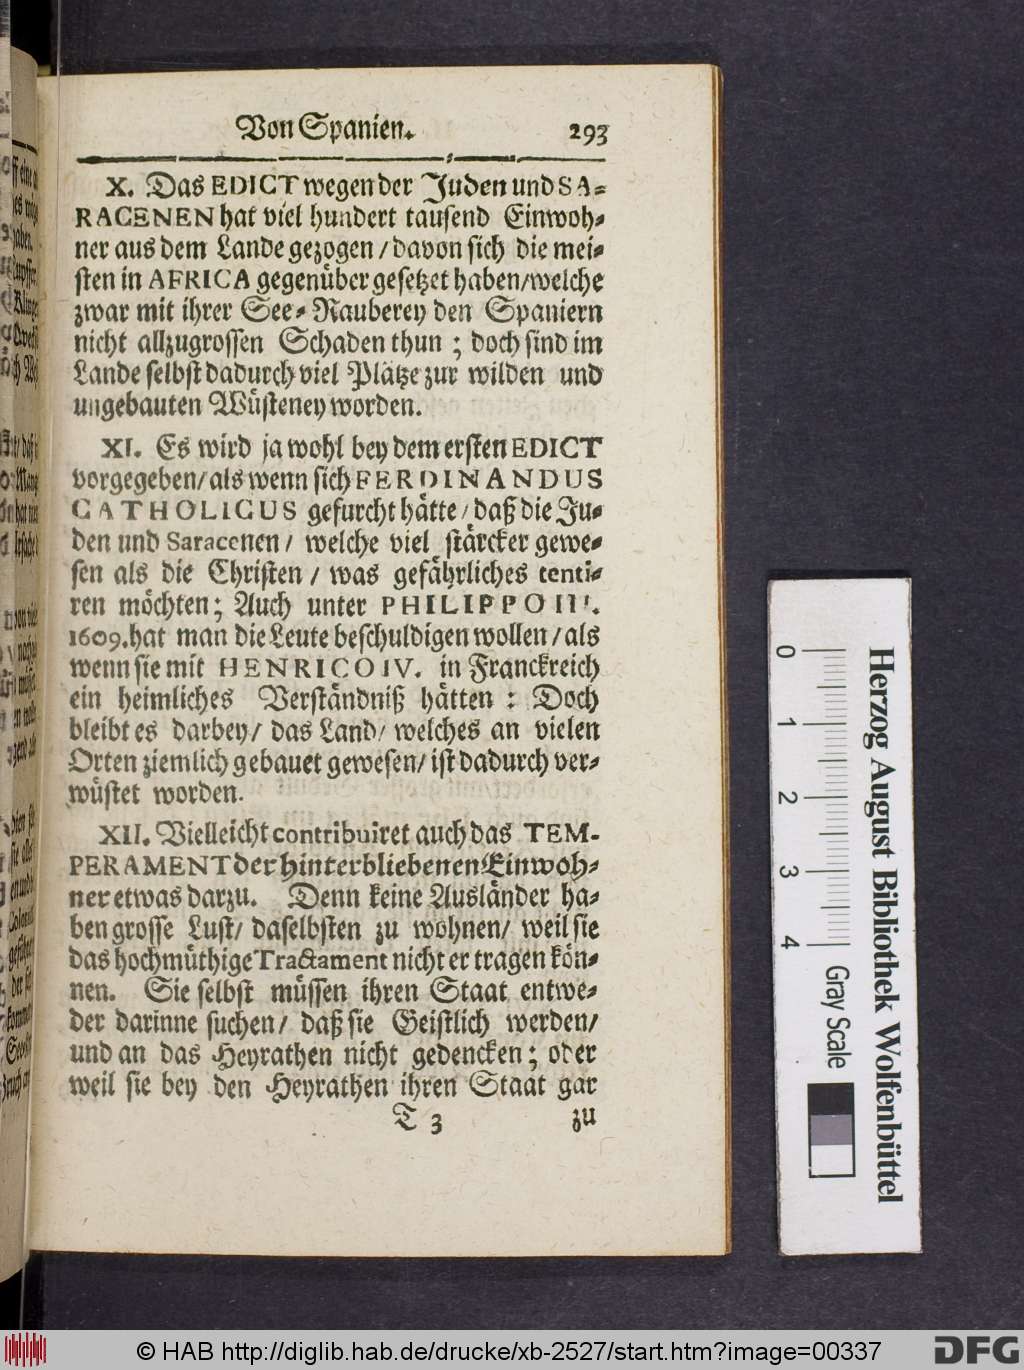 Von Spanien. 293
X. Das EDICT wegen der Juden und SA-
RACENEN hat viel hundert tausend Einwoh-
ner aus dem Lande gezogen / davon sich die mei-
sten in AFRICA gegenüber gesetzet haben/welche
zwar mit ihrer See-Rauberey den Spaniern
nicht allzugrossen Schaden thun ; doch sind im
Lande selbst dadurch viel Plätze zur wilden und
ungebauten Wüsteney worden.
XI. Es wird ja wohl bey dem ersten EDICT
vorgegeben/als wenn sich FERDINANDUS
CATHOLICUS gefurcht hätte / daß die Ju-
den und Saracenen / welche viel stärcker gewe-
sen als die Christen / was gefährliches tenti-
ren möchten; Auch unter PHILIPPO III.
1609. hat man die Leute beschuldigen wollen / als
wenn sie mit HENRICO IV. in Franckreich
ein heimliches Verständniß hätten : Doch
bleibt es darbey/ das Land/ welches an vielen
Orten ziemlich gebauet gewesen/ ist dadurch ver-
wüstet worden.
XII. Vielleicht contribuiret auch das TEM-
PERAMENT der hinterbliebenen Einwoh-
ner etwas darzu. Denn keine Ausländer ha-
ben grosse Lust/ daselbsten zu wohnen/ weil sie
das hochmüthige Tractament nicht ertragen kön-
nen. Sie selbst müssen ihren Staat entwe-
der darinne suchen/ daß sie Geistlich werden/
und an das Heyrathen nicht gedencken; oder
weil sie bey den Heyrathen ihren Staat gar
T 3 zu
0 1 2 3 4 Gray Scale
Herzog August Bibliothek Wolfenbüttel
© HAB http://diglib.hab.de/drucke/xb-2527/start.htm?image=00337
DFG